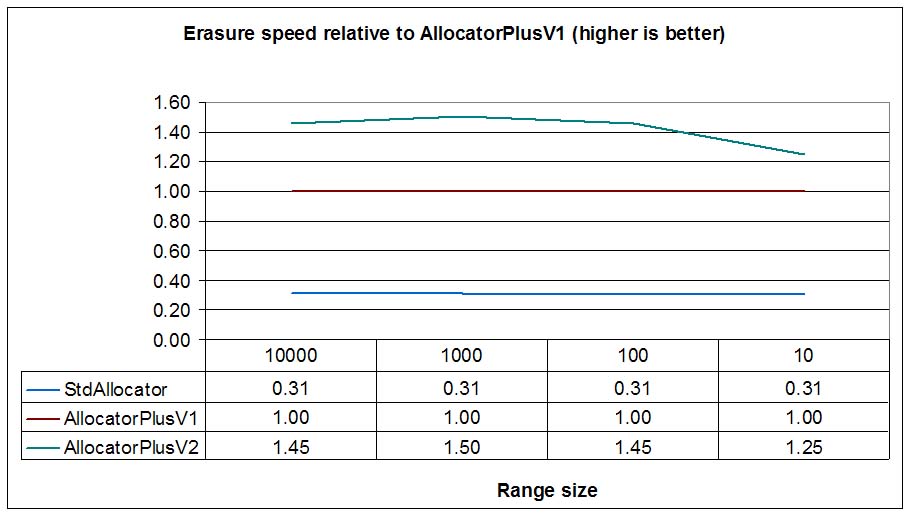 Erasure speed relative to AllocatorPlusV1 (higher is better)
1.60
1.40
1.20
1.00
0.80
0.60
0.40
0.20
0.00
10000 1000 100 10
StdAllocator 0.31 0.31 0.31 0.31
AllocatorPlusV1 1.00 1.00 1.00 1.00
AllocatorPlusV2 1.45 1.50 1.45 1.25
Range size